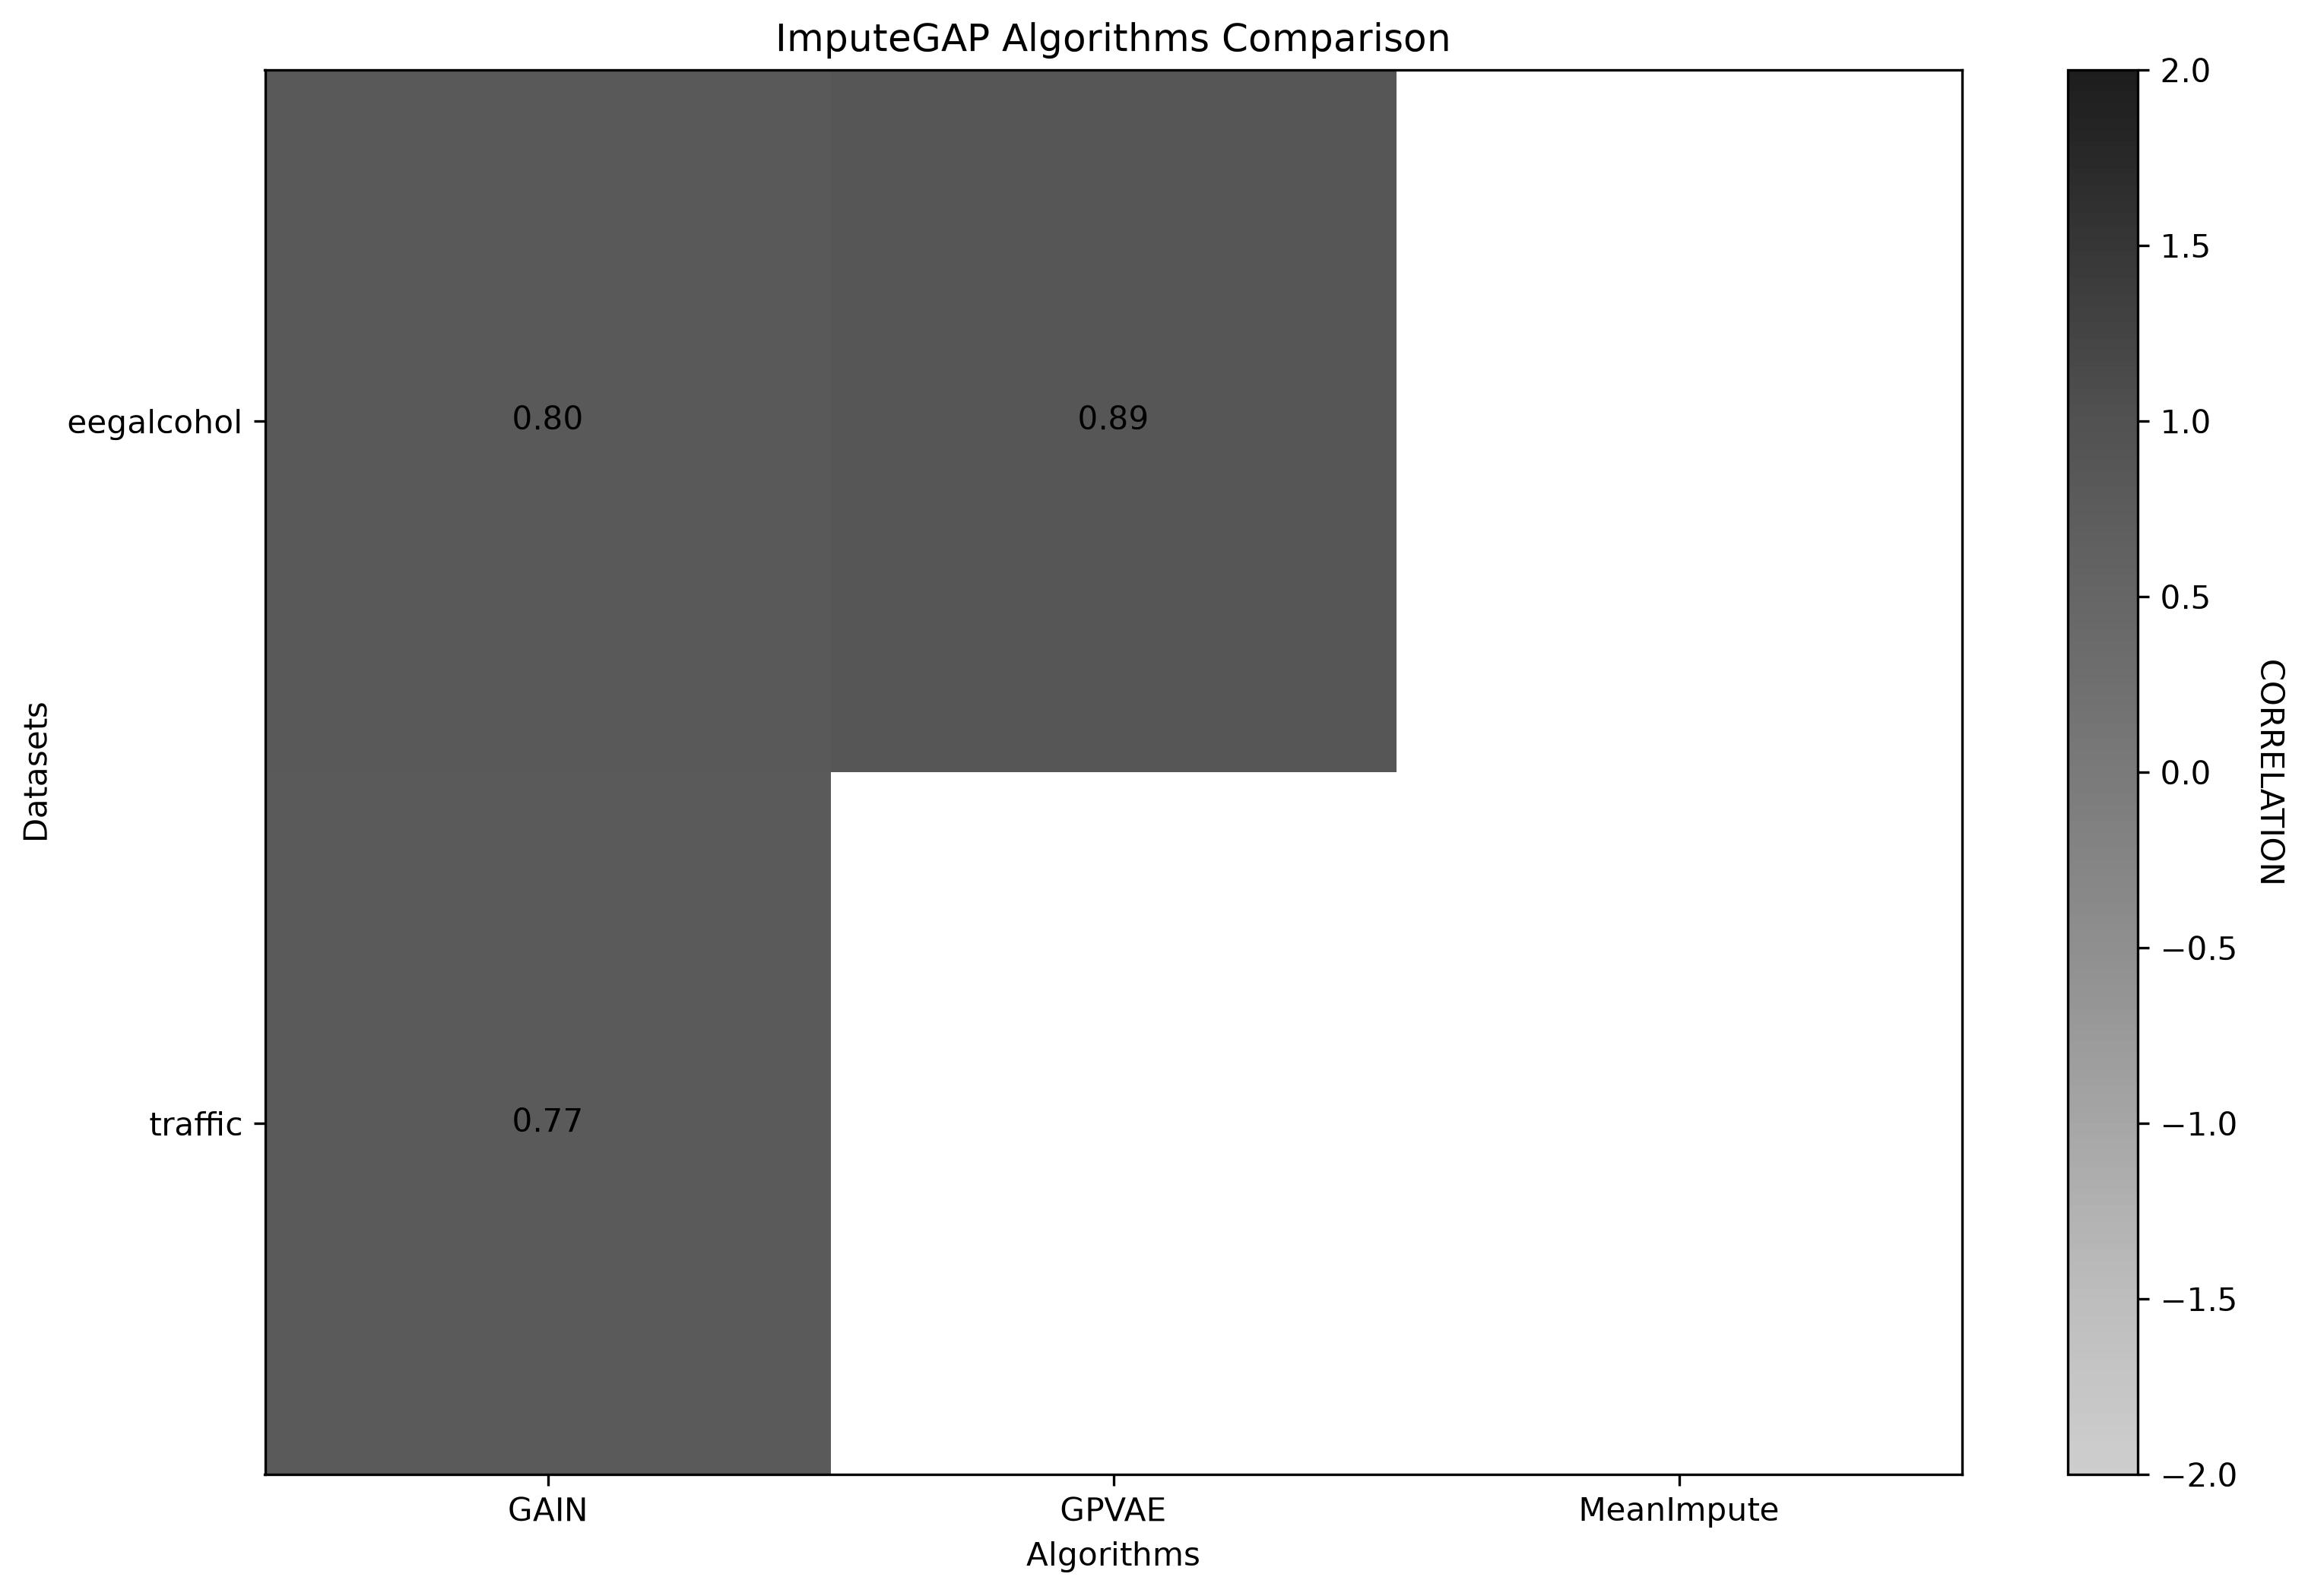 ImputeGAP Algorithms Comparison
eegalcohol
traffic
Datasets
0.80
0.89
0.77
GAIN
GPVAE
MeanImpute
Algorithms
2.0
1.5
1.0
0.5
0.0
−0.5
−1.0
−1.5
−2.0
CORRELATION